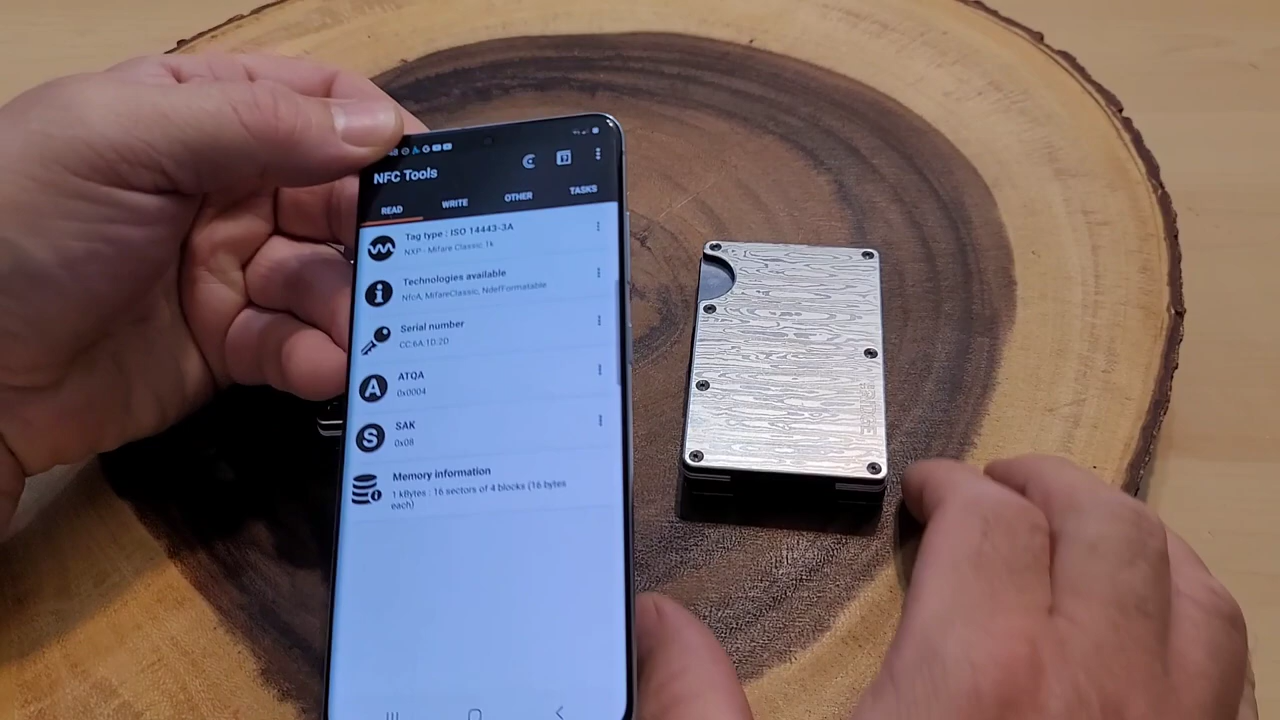 NFC Tools
READ
WRITE
OTHER
TASKS
Tag type : ISO 14443-3A
NXP - Mifare Classic 1k
Technologies available
NfcA, MifareClassic, NdefFormatable
Serial number
CC:6A:1D:20
ATQA
0x0004
SAK
0x08
Memory information
1 kBytes : 16 sectors of 4 blocks (16 bytes
each)